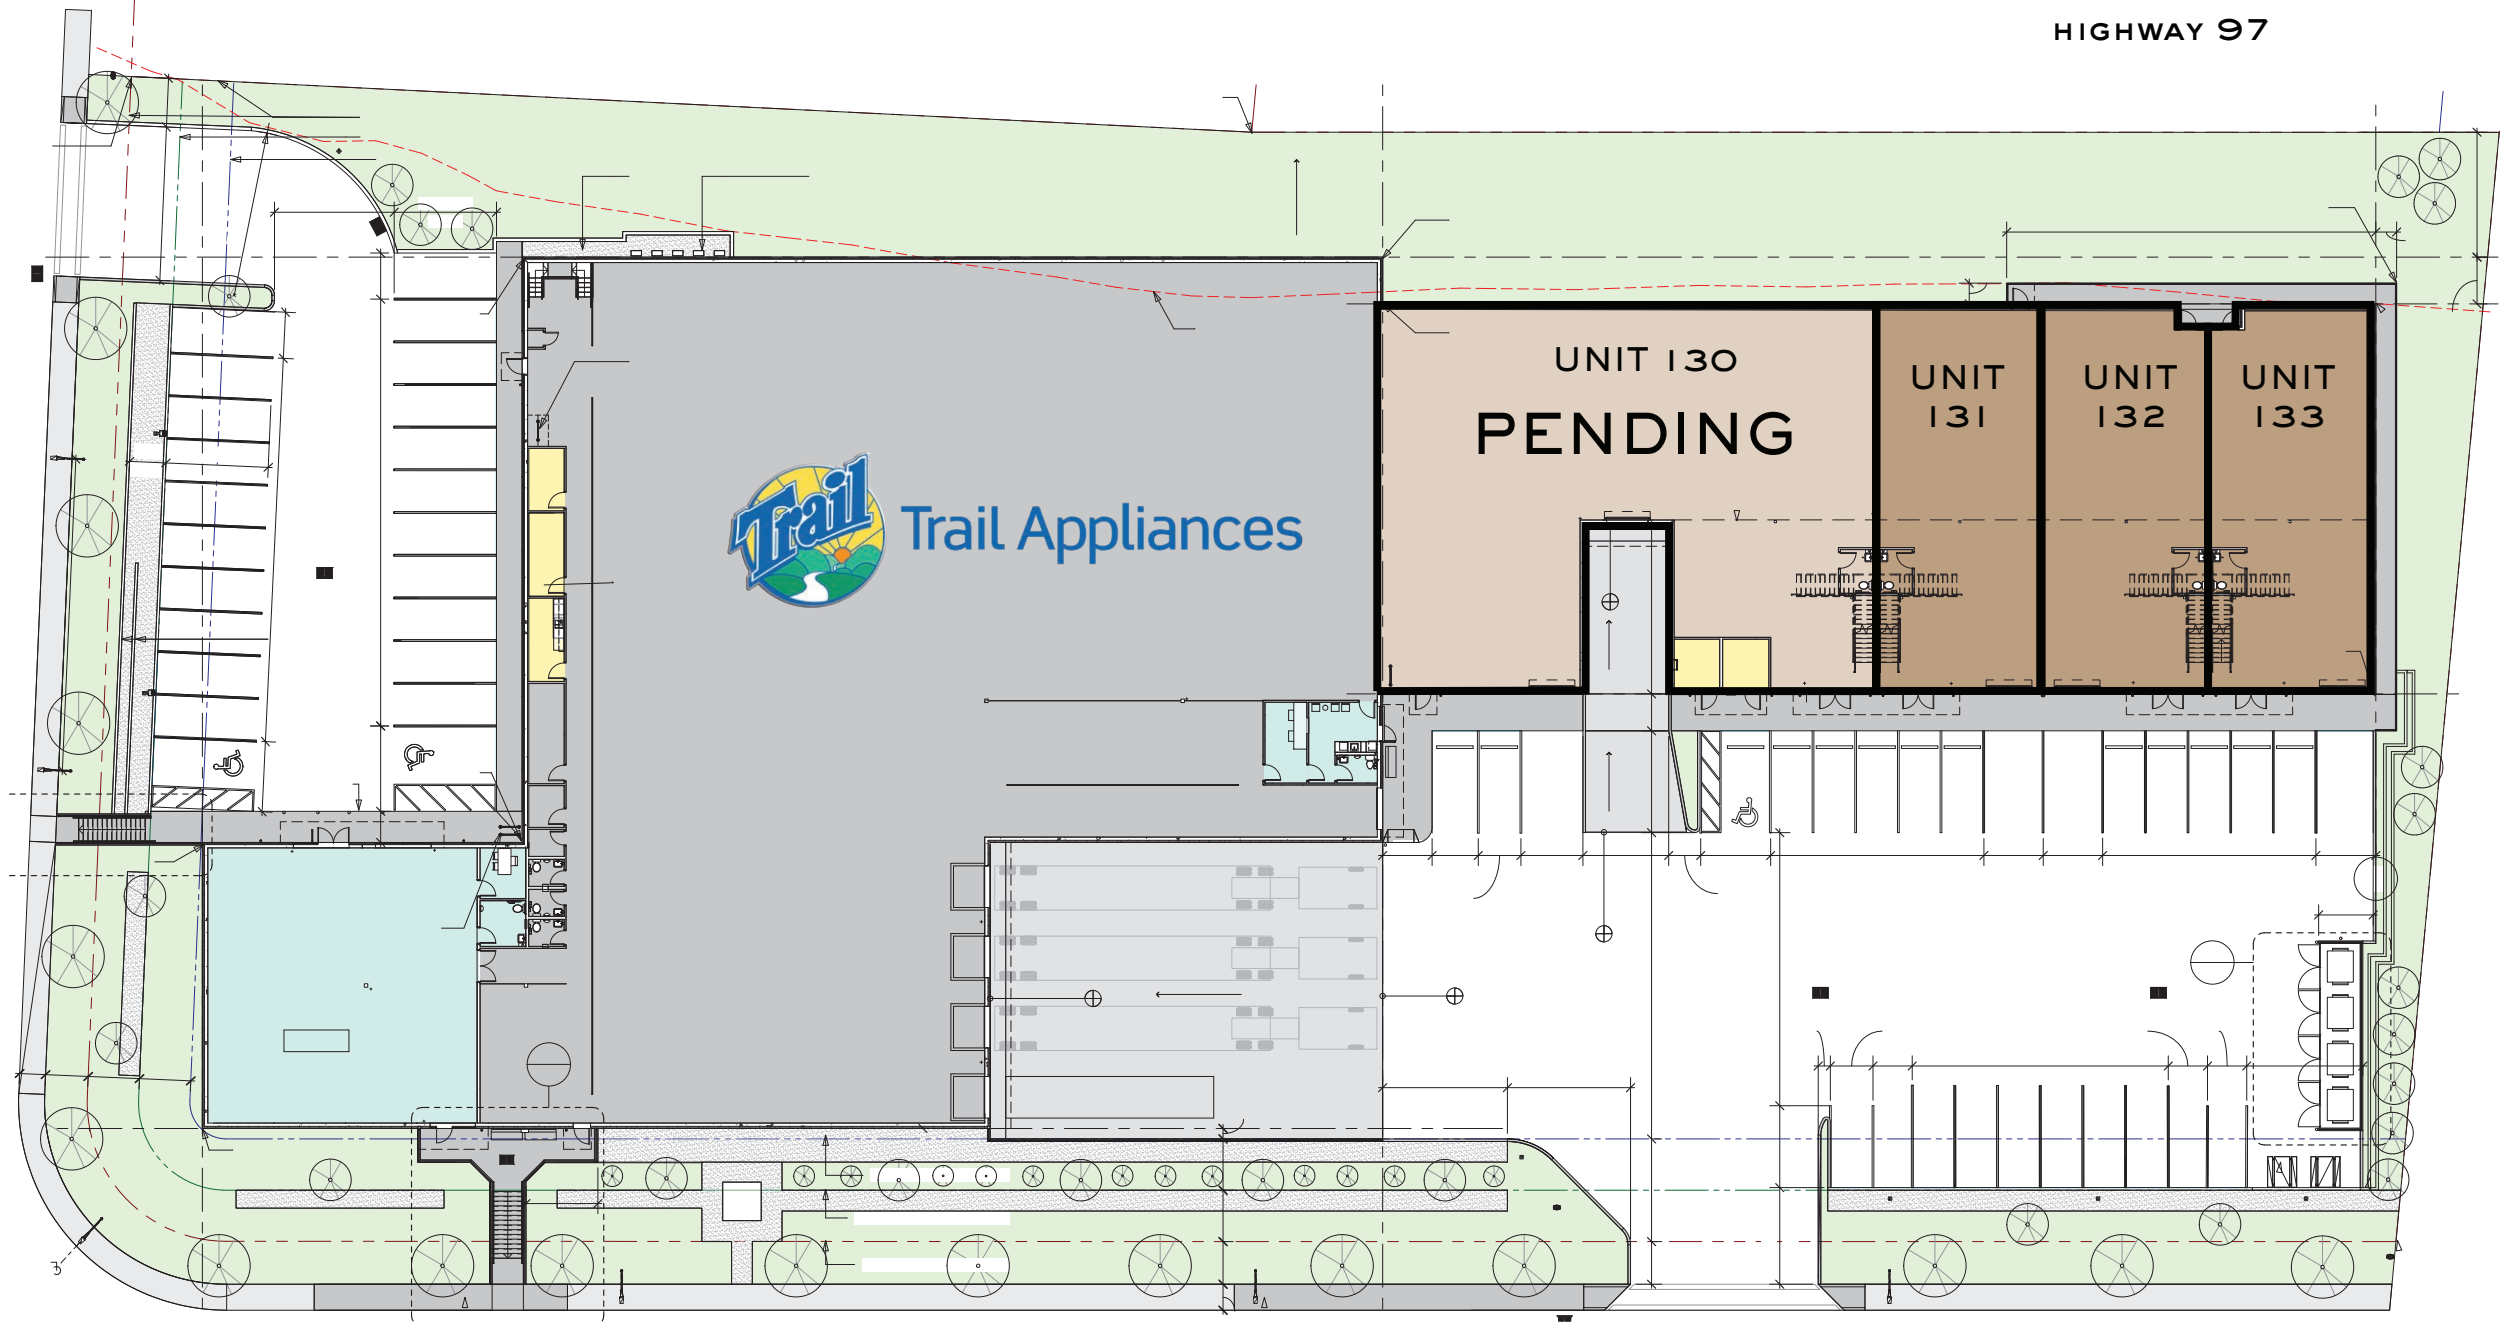 HIGHWAY 97
UNIT 130
PENDING
UNIT
131
UNIT
132
UNIT
133
Trail
Trail Appliances